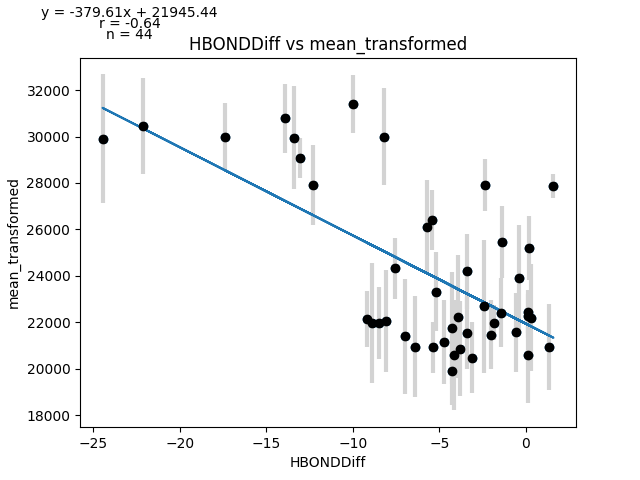 y = -379.61x + 21945.44
r = -0.64
n = 44
HBONDDiff vs mean_transformed
mean_transformed
32000
30000
28000
26000
24000
22000
20000
18000
−25
−20
−15
−10
−5
0
HBONDDiff